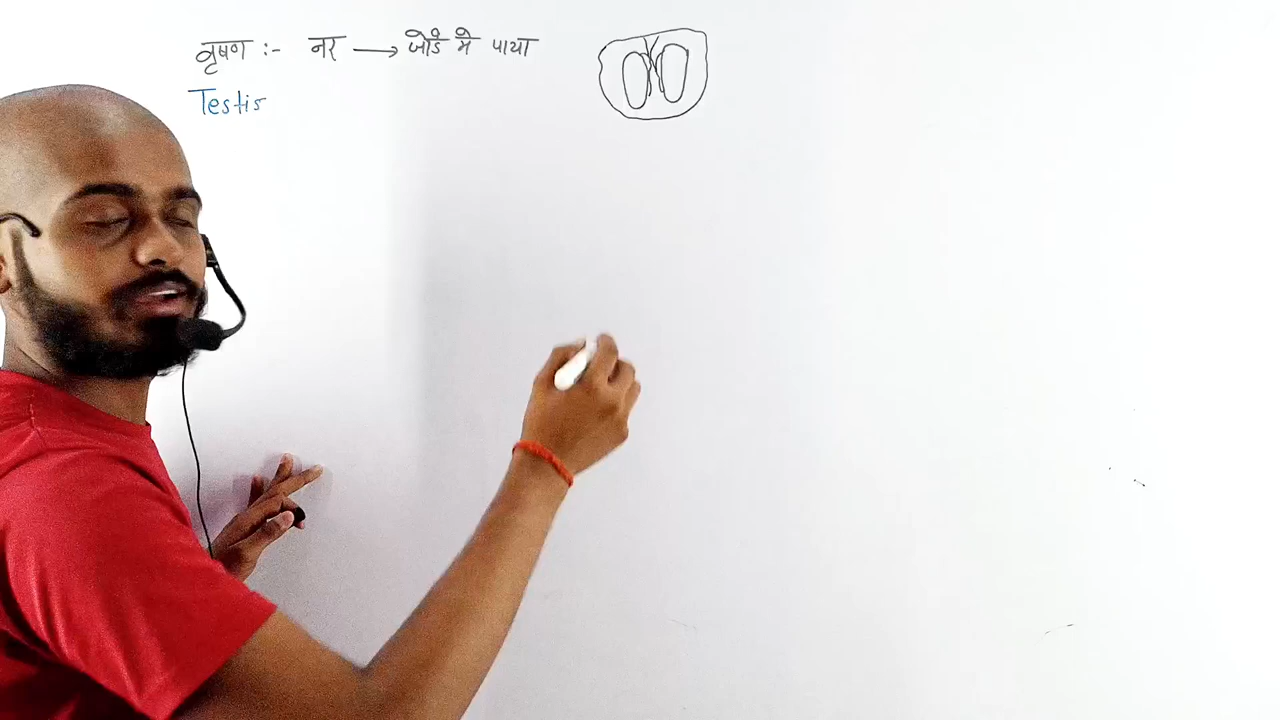 वृषण :- नर → जोडे मे पाया
Testis